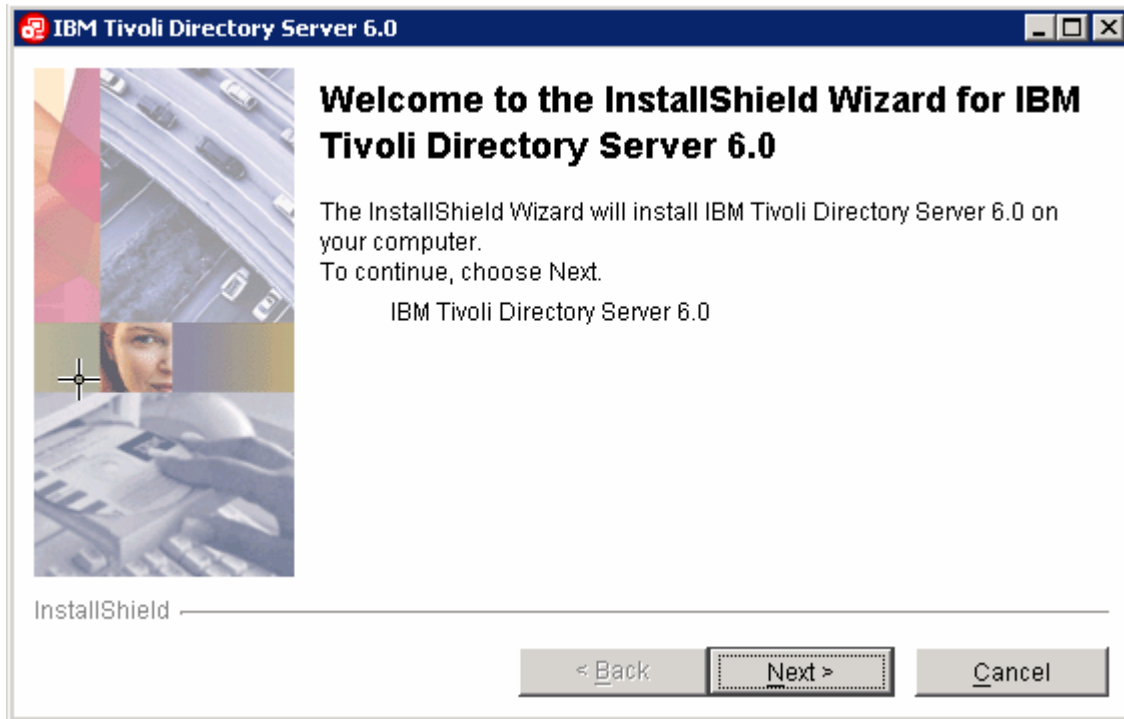 IBM Tivoli Directory Server 6.0
Welcome to the InstallShield Wizard for IBM
Tivoli Directory Server 6.0
The InstallShield Wizard will install IBM Tivoli Directory Server 6.0 on
your computer.
To continue, choose Next.
IBM Tivoli Directory Server 6.0
InstallShield
< Back
Next >
Cancel